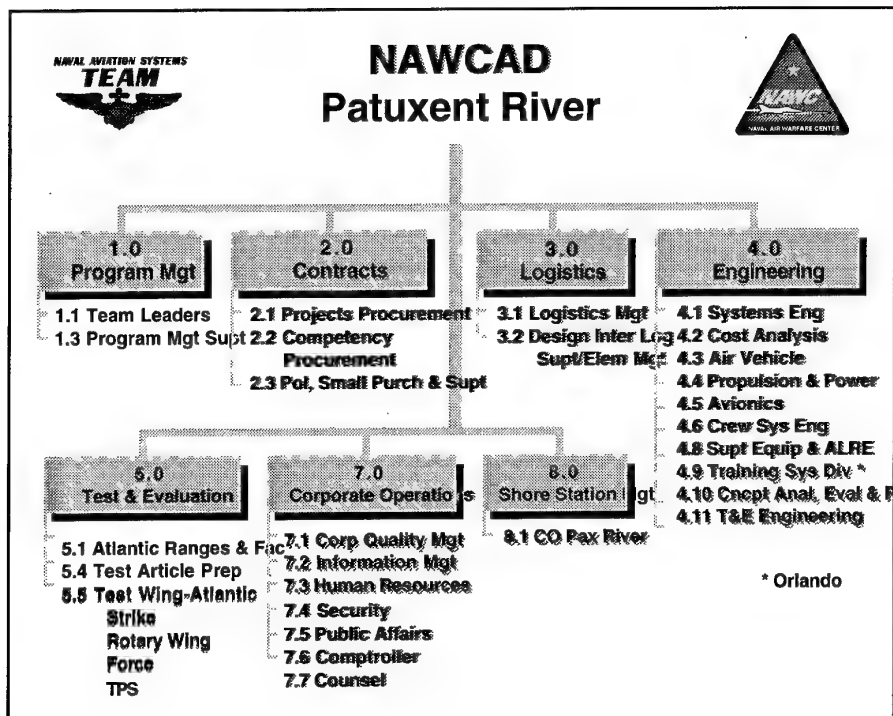 NAVAL AVIATION SYSTEMS
TEAM
NAWCAD
Patuxent River
NAWC
NAVAL AIR WARFARE CENTER
1.0
Program Mgt
1.1 Team Leaders
1.3 Program Mgt Supt
2.0
Contracts
2.1 Projects Procurement
2.2 Competency
Procurement
2.3 Pol, Small Purch & Supt
3.0
Logistics
3.1 Logistics Mgt
3.2 Design Inter Log
Supt/Elem Mgt
4.0
Engineering
4.1 Systems Eng
4.2 Cost Analysis
4.3 Air Vehicle
4.4 Propulsion & Power
4.5 Avionics
4.6 Crew Sys Eng
4.8 Supt Equip & ALRE
4.9 Training Sys Div *
4.10 Cncpt Anal, Eval &
4.11 T&E Engineering
5.0
Test & Evaluation
5.1 Atlantic Ranges & Fac
5.4 Test Article Prep
5.5 Test Wing-Atlantic
Strike
Rotary Wing
Force
TPS
7.0
Corporate Operations
7.1 Corp Quality Mgt
7.2 Information Mgt
7.3 Human Resources
7.4 Security
7.5 Public Affairs
7.6 Comptroller
7.7 Counsel
8.0
Shore Station Mgt
8.1 CO Pax River
* Orlando